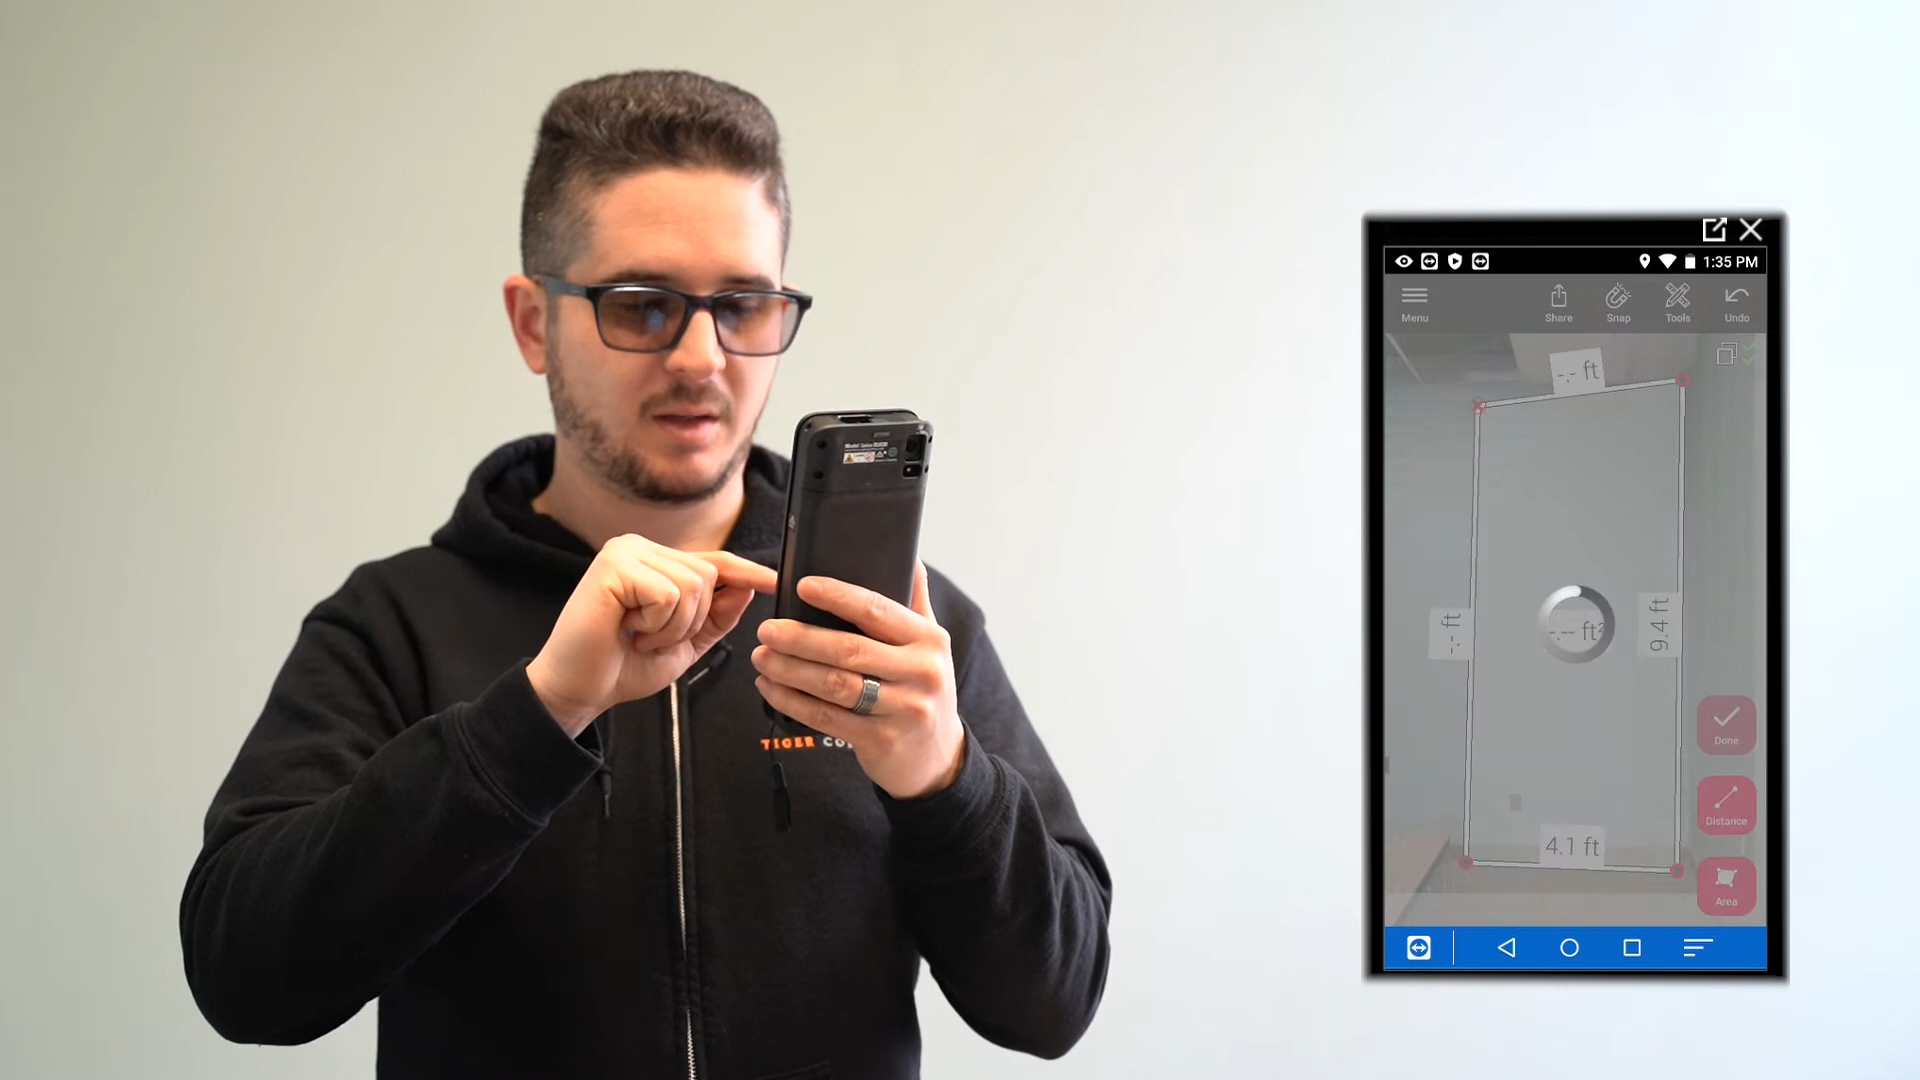 1:35 PM
Menu
Share
Snap
Tools
Undo
-.- ft
-.- ft
-.-- ft²
9.4 ft
4.1 ft
Done
Distance
Area
TIGER